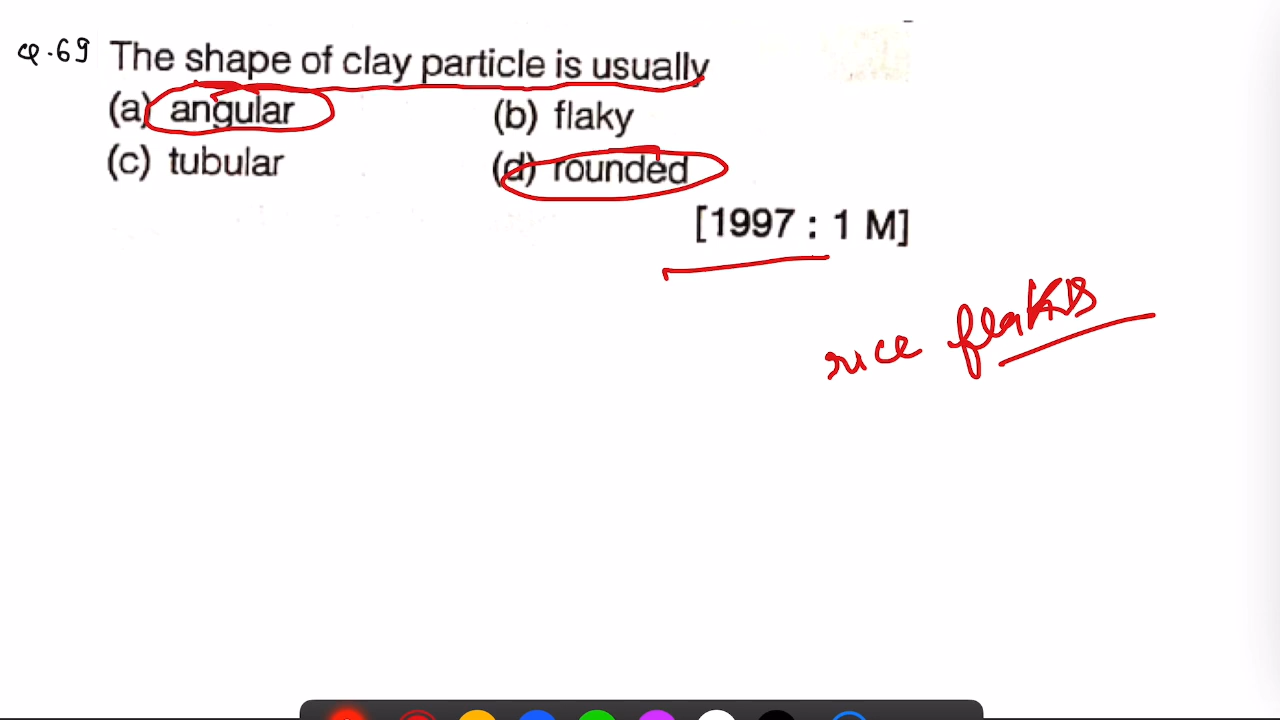 Q.69 The shape of clay particle is usually
(a) angular (b) flaky
(c) tubular (d) rounded
[1997 : 1 M]
rice flakes